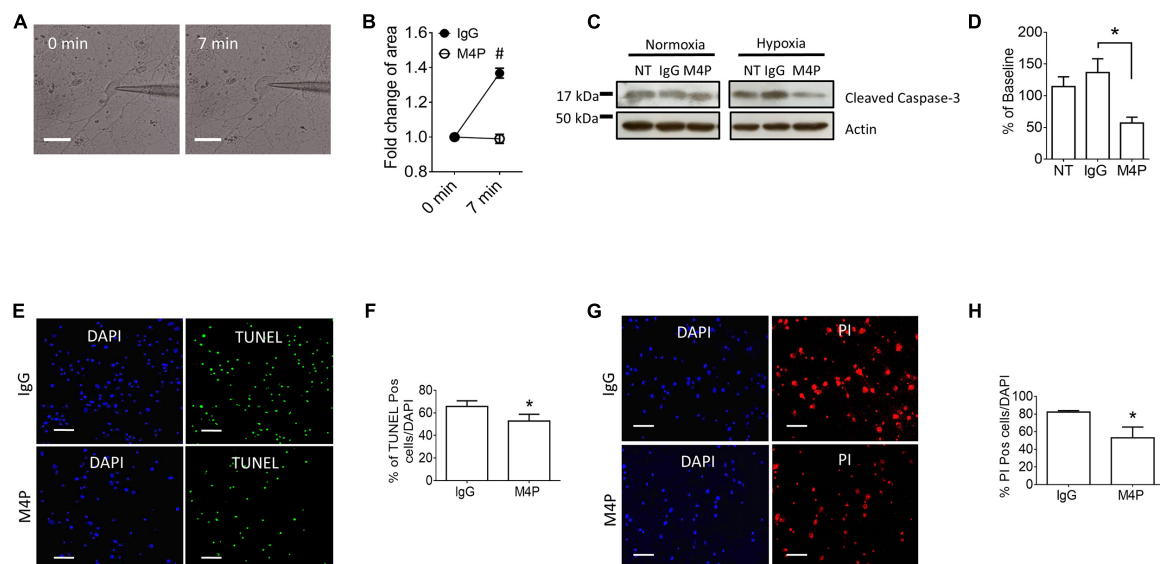 A
0 min
7 min
B
Fold change of area
1.6
1.4
1.2
1.0
0.8
IgG
M4P
#
0 min
7 min
C
Normoxia
Hypoxia
NT IgG M4P
NT IgG M4P
17 kDa
50 kDa
Cleaved Caspase-3
Actin
D
% of Baseline
200
150
100
50
0
*
NT IgG M4P
E
IgG
M4P
DAPI
TUNEL
DAPI
TUNEL
F
% of TUNEL Pos
cells/DAPI
80
60
40
20
0
*
IgG M4P
G
IgG
M4P
DAPI
PI
DAPI
PI
H
% PI Pos cells/DAPI
100
80
60
40
20
0
*
IgG M4P